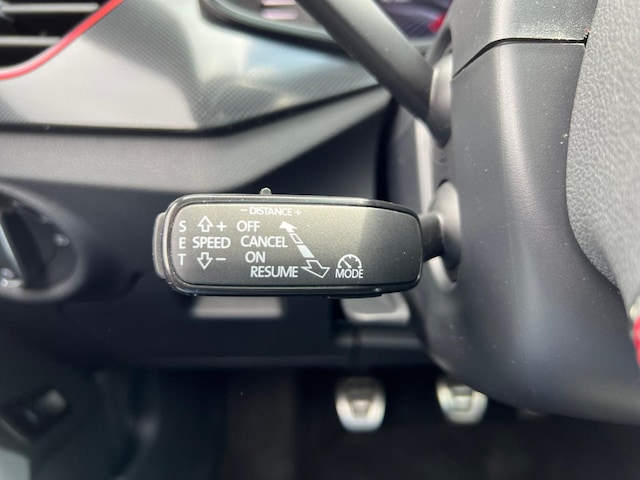 - DISTANCE +
S + OFF
E SPEED CANCEL
ON
T - RESUME
MODE